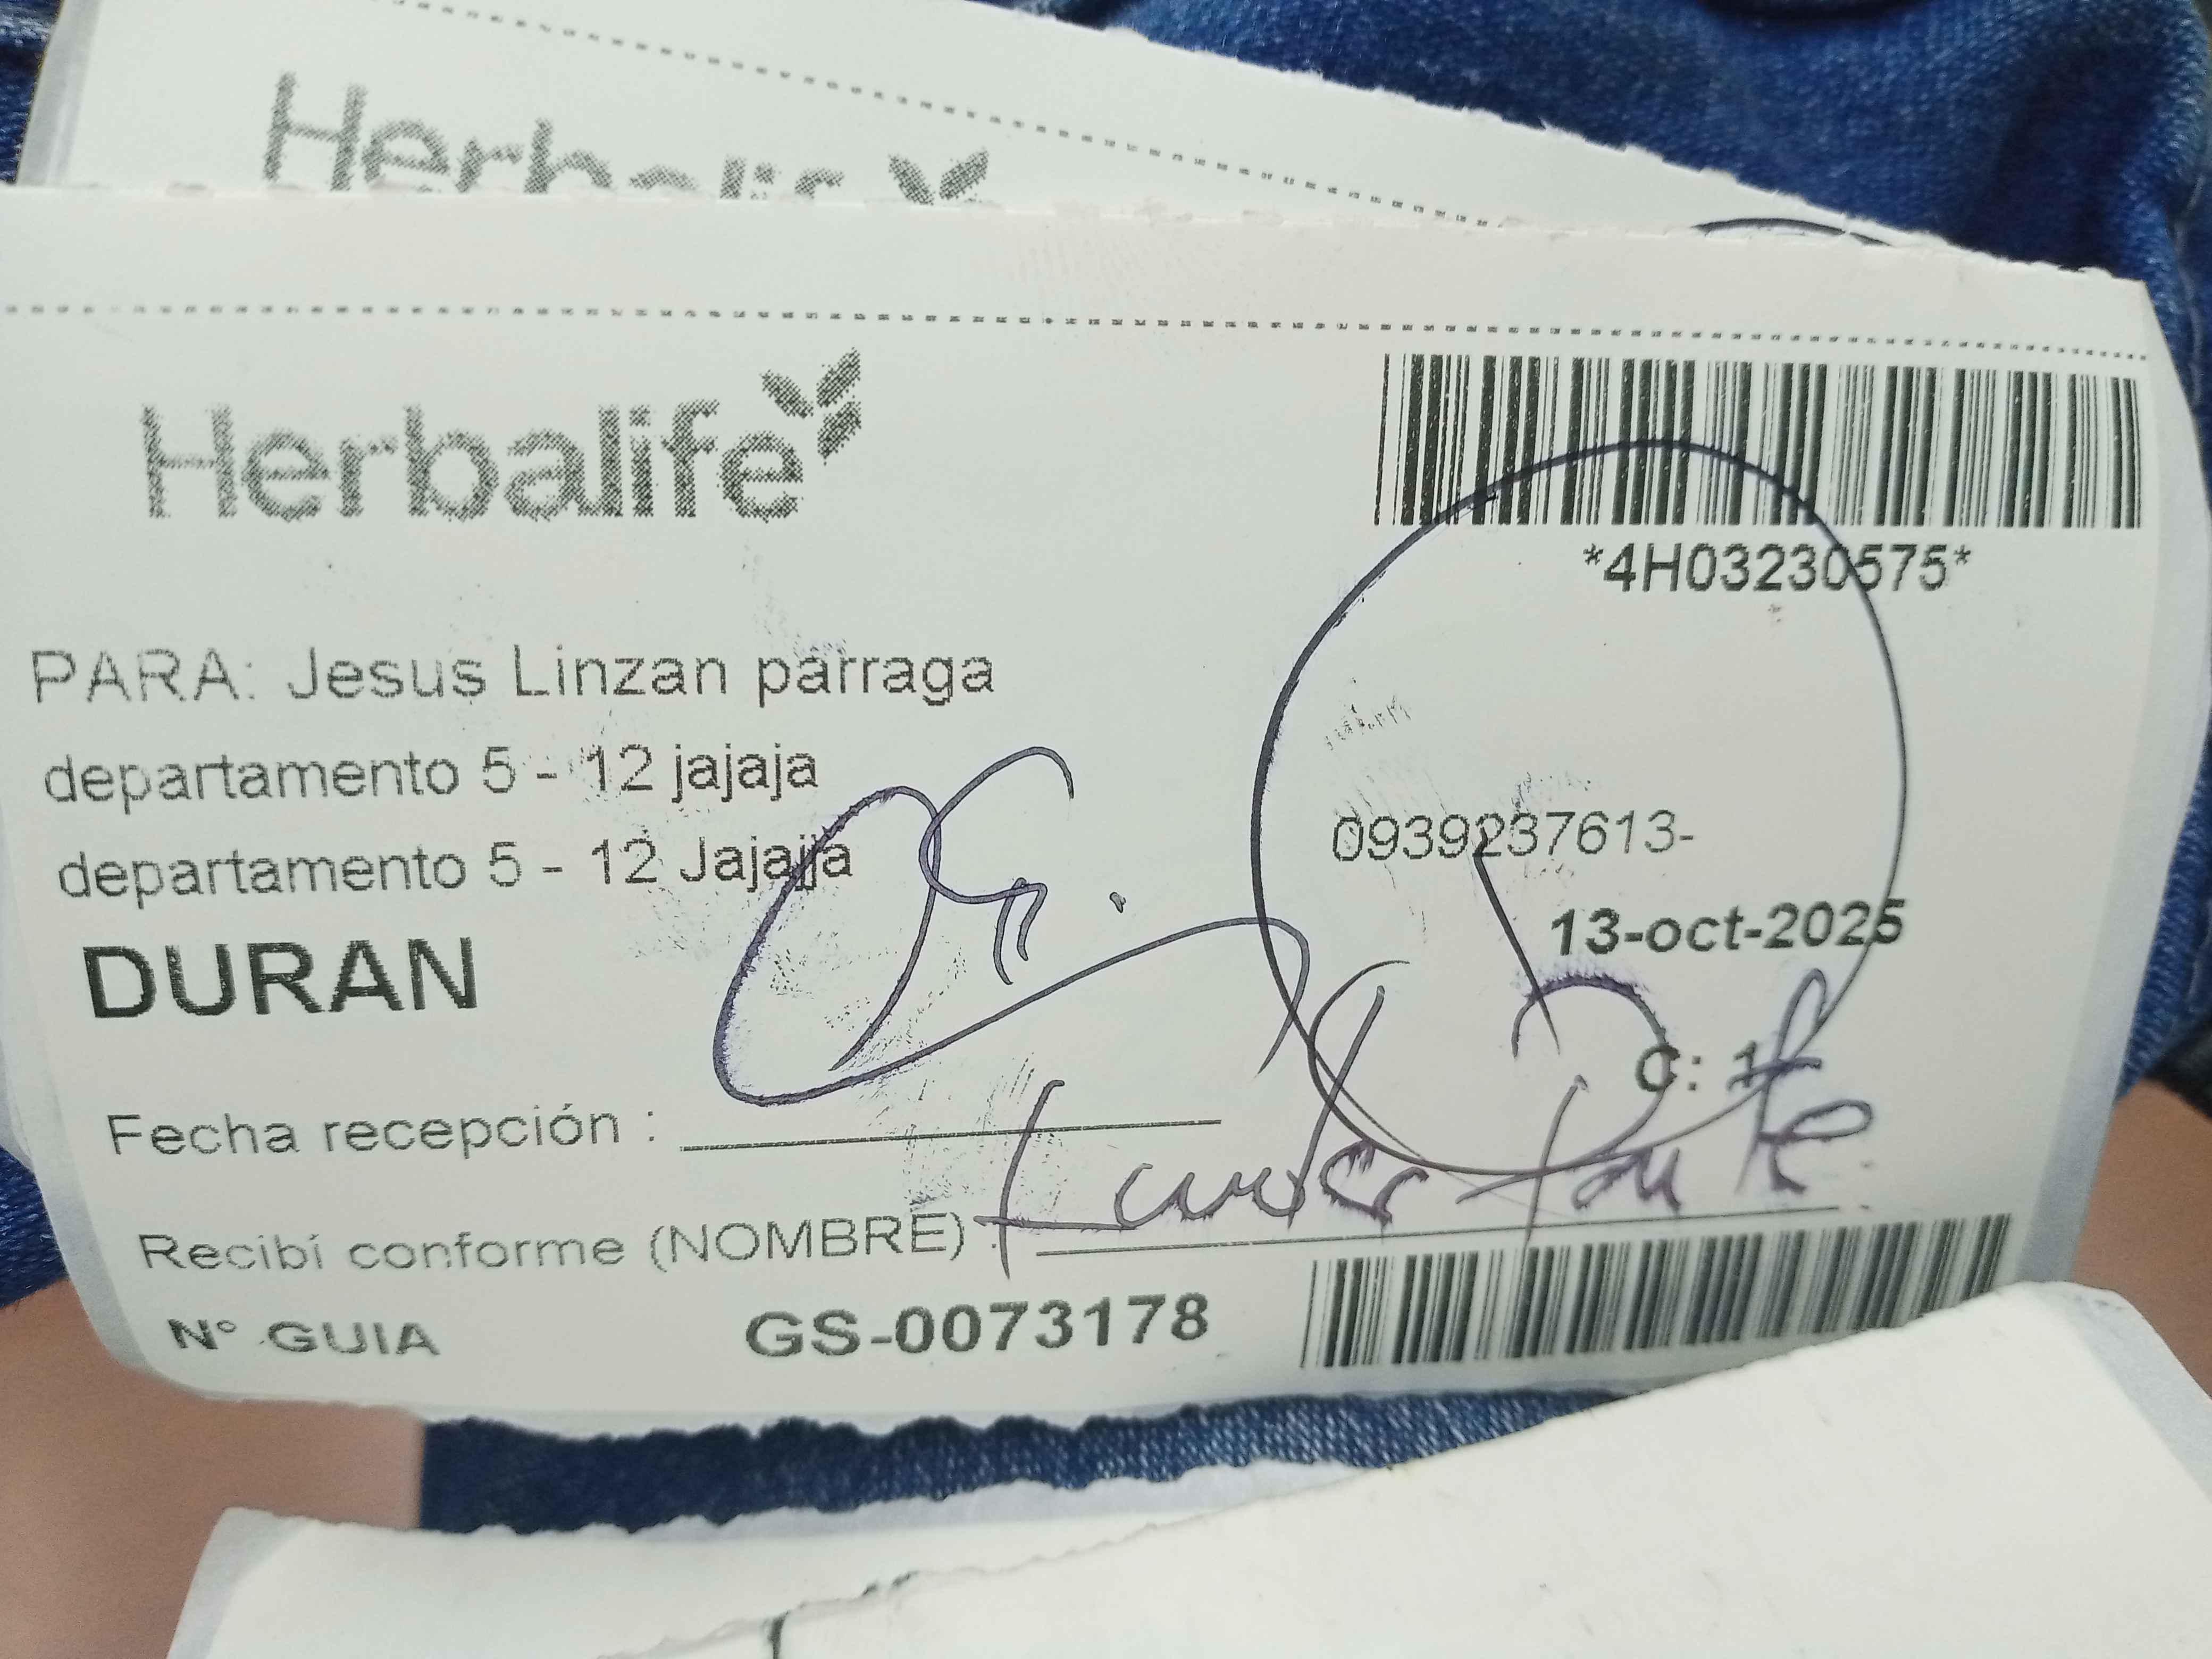 Herbalife
Herbalife
*4H03230575*
PARA: Jesus Linzan parraga
departamento 5 - 12 jajaja
departamento 5 - 12 Jajajja
0939237613-
13-oct-2025
DURAN
C: 1
Fecha recepción :
Recibí conforme (NOMBRE) :
Nº GUIA GS-0073178